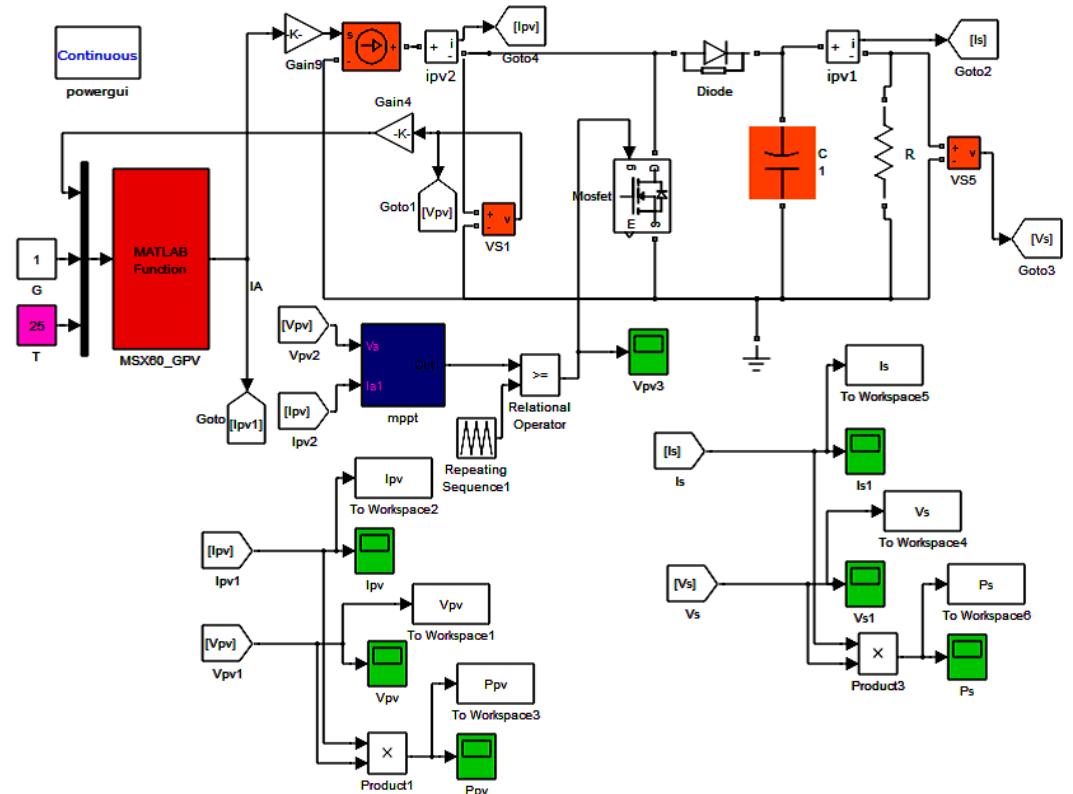 Continuous
powergui
-K-
Gain9
s
+
-
+
i
-
ipv2
[Ipv]
Goto4
Diode
+
i
-
ipv1
[Is]
Goto2
Gain4
-K-
Goto1
[Vpv]
+
-
v
VS1
g
D
Mosfet
E
S
C
1
R
+
-
v
VS5
[Vs]
Goto3
1
G
25
T
MATLAB
Function
MSX60_GPV
IA
Goto
[Ipv1]
[Vpv]
Vpv2
[Ipv]
Ipv2
Va
Ia1
Out
mppt
>=
Relational
Operator
Repeating
Sequence1
Vpv3
Is
To Workspace5
[Is]
Is
Is1
Vs
To Workspace4
[Vs]
Vs
Vs1
Ps
To Workspace6
×
Product3
Ps
Ipv
To Workspace2
[Ipv]
Ipv1
Ipv
Vpv
To Workspace1
[Vpv]
Vpv1
Vpv
Ppv
To Workspace3
×
Product1
Ppv